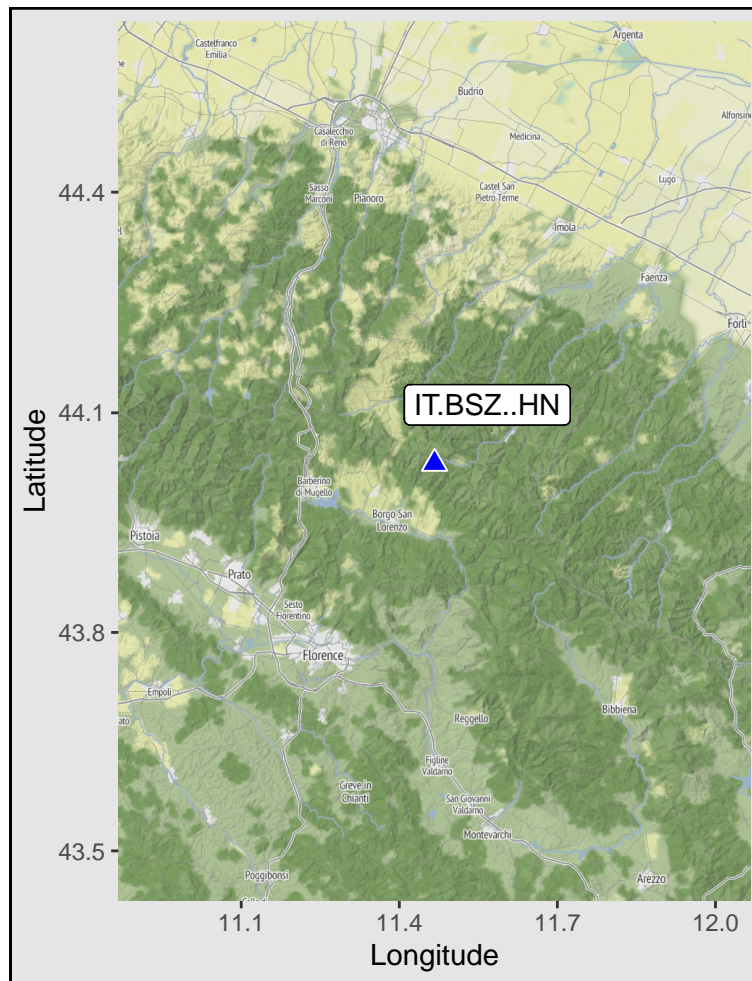 Argenta
Castelfranco
Emilia
Budrio
Alfonsine
Casalecchio
di Reno
Medicina
Lugo
44.4
Sasso
Marconi
Pianoro
Castel San
Pietro Terme
Imola
Faenza
Forlì
IT.BSZ..HN
44.1
Latitude
Barberino
di Mugello
Borgo San
Lorenzo
Pistoia
Prato
Sesto
Fiorentino
43.8
Florence
Empoli
Bibbiena
Reggello
Figline
Valdarno
Greve in
Chianti
San Giovanni
Valdarno
Montevarchi
43.5
Poggibonsi
Arezzo
11.1
11.4
11.7
12.0
Longitude